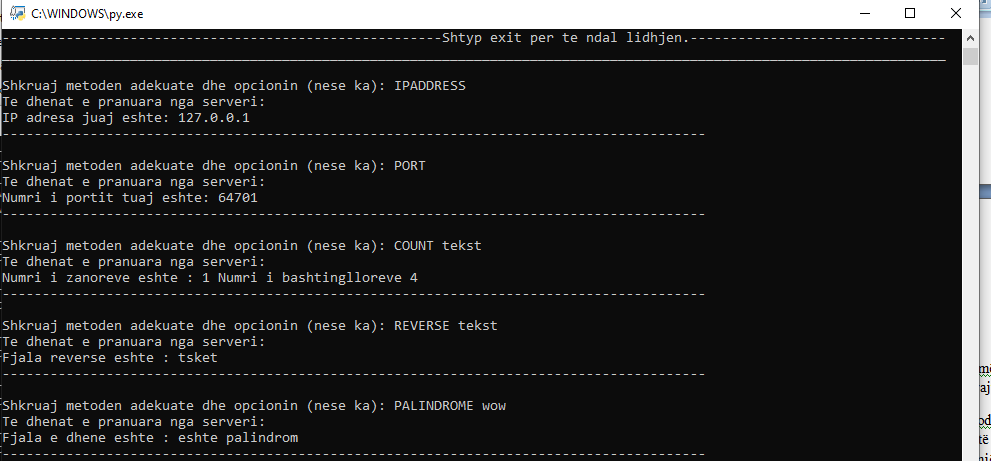 C:\WINDOWS\py.exe
-------------------------------------------------------Shtyp exit per te ndal lidhjen.--------------------------------
Shkruaj metoden adekuate dhe opcionin (nese ka): IPADDRESS
Te dhenat e pranuara nga serveri:
IP adresa juaj eshte: 127.0.0.1
----------------------------------------------------------------------------------------
Shkruaj metoden adekuate dhe opcionin (nese ka): PORT
Te dhenat e pranuara nga serveri:
Numri i portit tuaj eshte: 64701
----------------------------------------------------------------------------------------
Shkruaj metoden adekuate dhe opcionin (nese ka): COUNT tekst
Te dhenat e pranuara nga serveri:
Numri i zanoreve eshte : 1 Numri i bashtinglloreve 4
----------------------------------------------------------------------------------------
Shkruaj metoden adekuate dhe opcionin (nese ka): REVERSE tekst
Te dhenat e pranuara nga serveri:
Fjala reverse eshte : tsket
----------------------------------------------------------------------------------------
Shkruaj metoden adekuate dhe opcionin (nese ka): PALINDROME wow
Te dhenat e pranuara nga serveri:
Fjala e dhene eshte : eshte palindrom
----------------------------------------------------------------------------------------